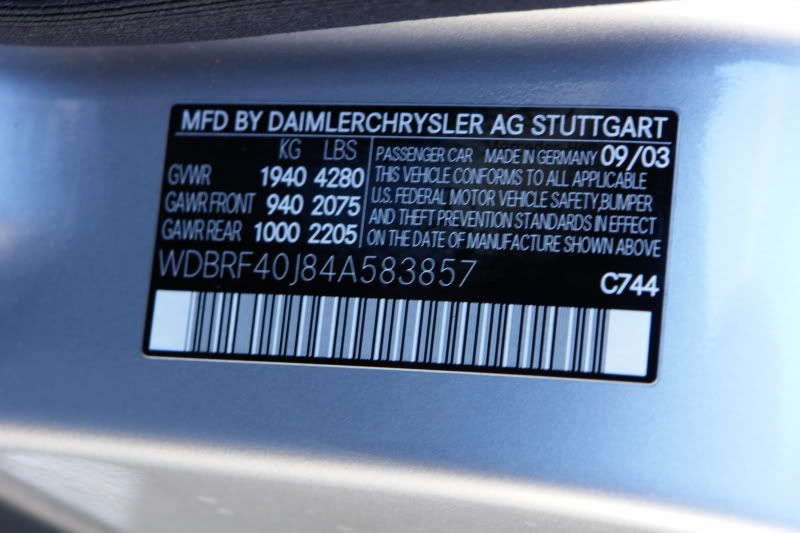 MFD BY DAIMLERCHRYSLER AG STUTTGART
KG LBS
GVWR 1940 4280
GAWR FRONT 940 2075
GAWR REAR 1000 2205
PASSENGER CAR MADE IN GERMANY 09/03
THIS VEHICLE CONFORMS TO ALL APPLICABLE
U.S. FEDERAL MOTOR VEHICLE SAFETY, BUMPER
AND THEFT PREVENTION STANDARDS IN EFFECT
ON THE DATE OF MANUFACTURE SHOWN ABOVE
WDBRF40J84A583857
C744